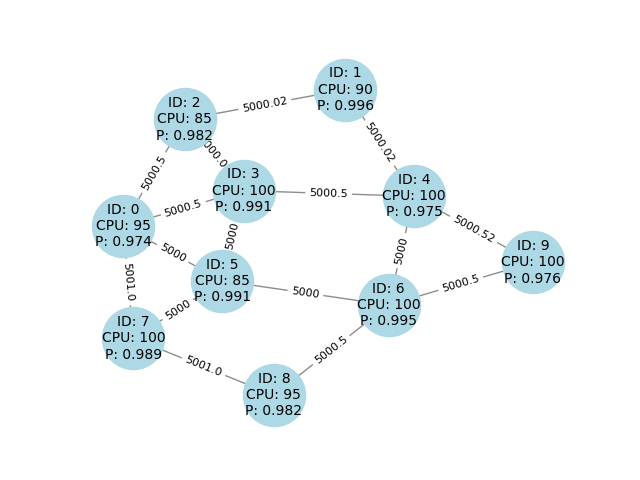 ID: 1
CPU: 90
P: 0.996
ID: 2
CPU: 85
P: 0.982
5000.02
5000.02
5000.5
ID: 3
CPU: 100
P: 0.991
5000.5
ID: 4
CPU: 100
P: 0.975
ID: 0
CPU: 95
P: 0.974
5000.5
5000.52
5000
5000
5000
ID: 9
CPU: 100
P: 0.976
5001.0
ID: 5
CPU: 85
P: 0.991
5000
5000.5
ID: 6
CPU: 100
P: 0.995
5000
ID: 7
CPU: 100
P: 0.989
5000.5
5001.0
ID: 8
CPU: 95
P: 0.982